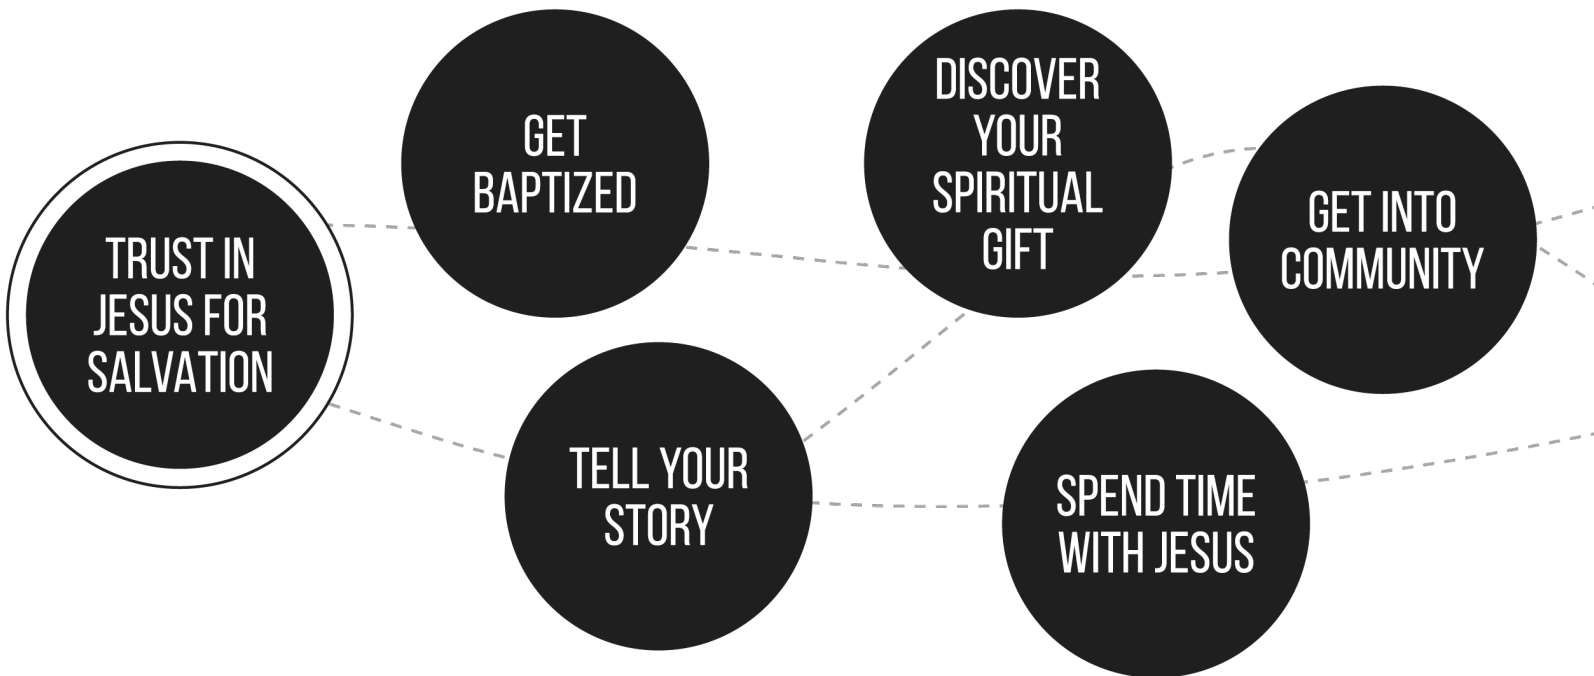 TRUST IN
JESUS FOR
SALVATION
GET
BAPTIZED
TELL YOUR
STORY
DISCOVER
YOUR
SPIRITUAL
GIFT
SPEND TIME
WITH JESUS
GET INTO
COMMUNITY